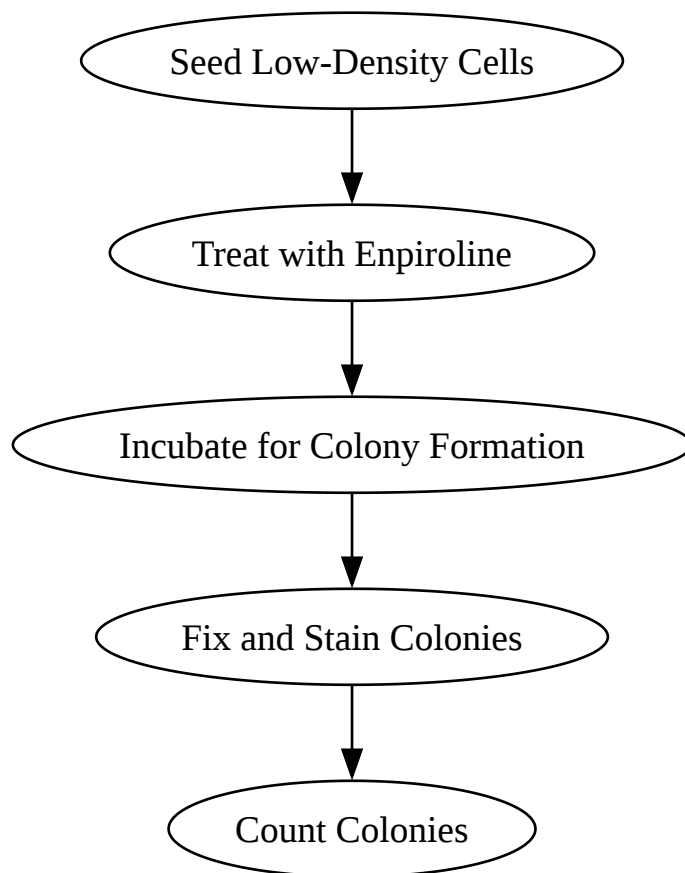 Seed Low-Density Cells
Treat with Enpiroline
Incubate for Colony Formation
Fix and Stain Colonies
Count Colonies